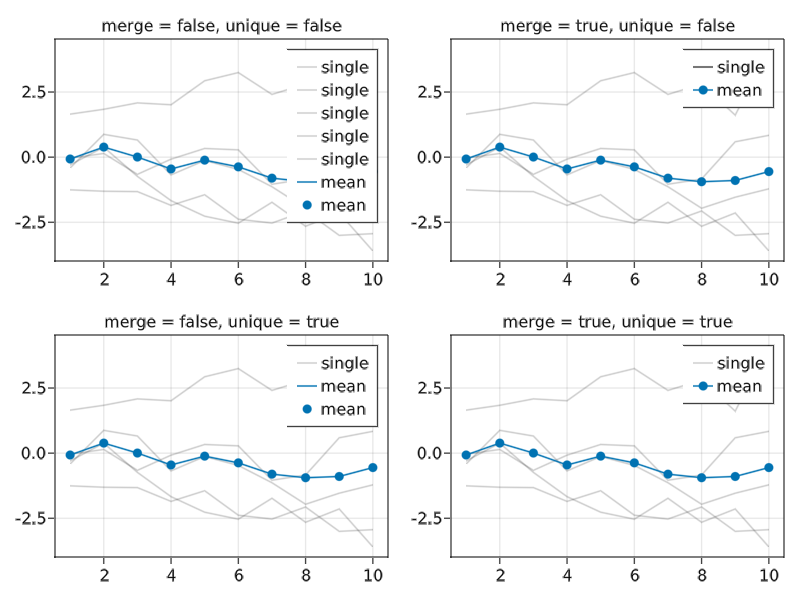 merge = false, unique = false
single
single
single
single
single
mean
mean
2.5
0.0
-2.5
2 4 6 8 10
merge = true, unique = false
single
mean
2.5
0.0
-2.5
2 4 6 8 10
merge = false, unique = true
single
mean
mean
2.5
0.0
-2.5
2 4 6 8 10
merge = true, unique = true
single
mean
2.5
0.0
-2.5
2 4 6 8 10